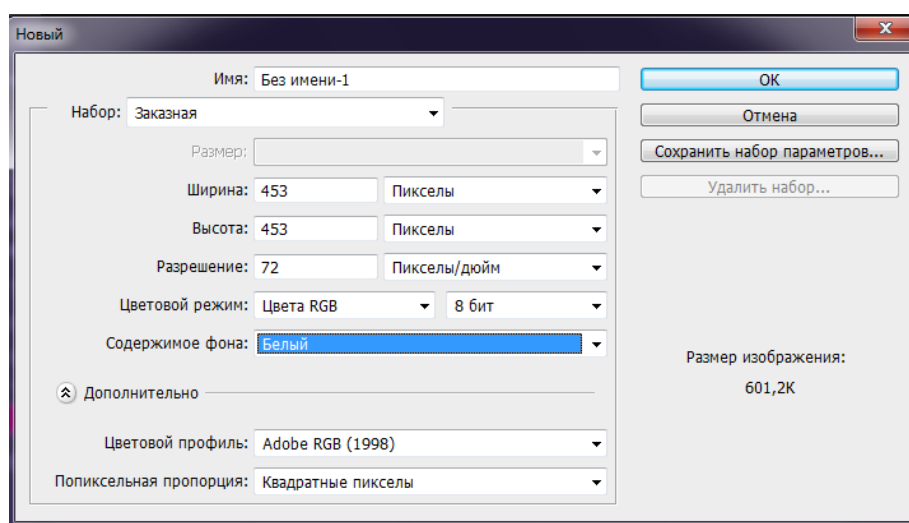 Новый
Имя: Без имени-1
OK
Набор: Заказная
Отмена
Размер:
Сохранить набор параметров...
Ширина: 453 Пикселы
Удалить набор...
Высота: 453 Пикселы
Разрешение: 72 Пикселы/дюйм
Цветовой режим: Цвета RGB 8 бит
Содержимое фона: Белый
Размер изображения:
601,2K
Дополнительно
Цветовой профиль: Adobe RGB (1998)
Попиксельная пропорция: Квадратные пикселы